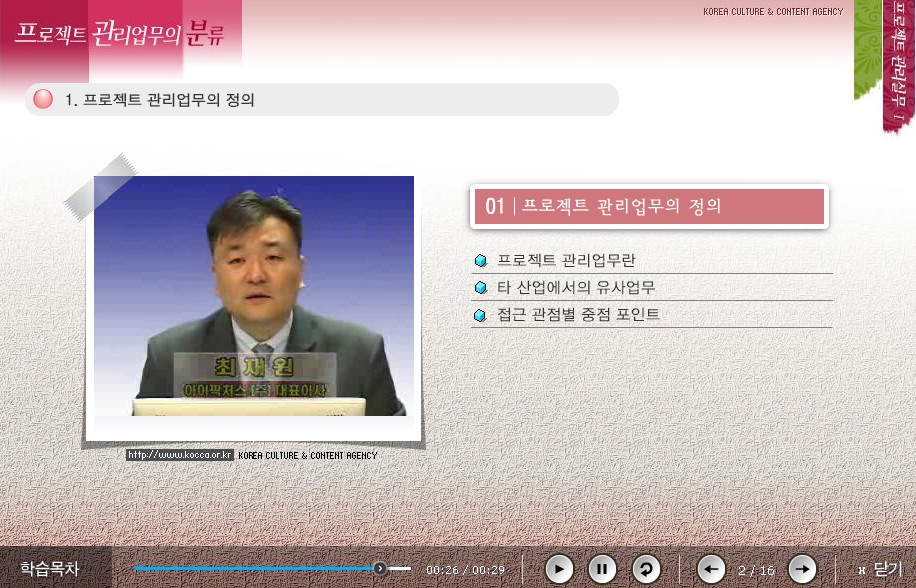 프로젝트 관리업무의 분류
KOREA CULTURE & CONTENT AGENCY
프로젝트 관리실무 1
1. 프로젝트 관리업무의 정의
01 프로젝트 관리업무의 정의
프로젝트 관리업무란
타 산업에서의 유사업무
접근 관점별 중점 포인트
최 재 원
아이팍처스 [주] 대표이사
http://www.kocca.or.kr KOREA CULTURE & CONTENT AGENCY
학습목차
00:26 / 00:29
2 / 16
x 닫기